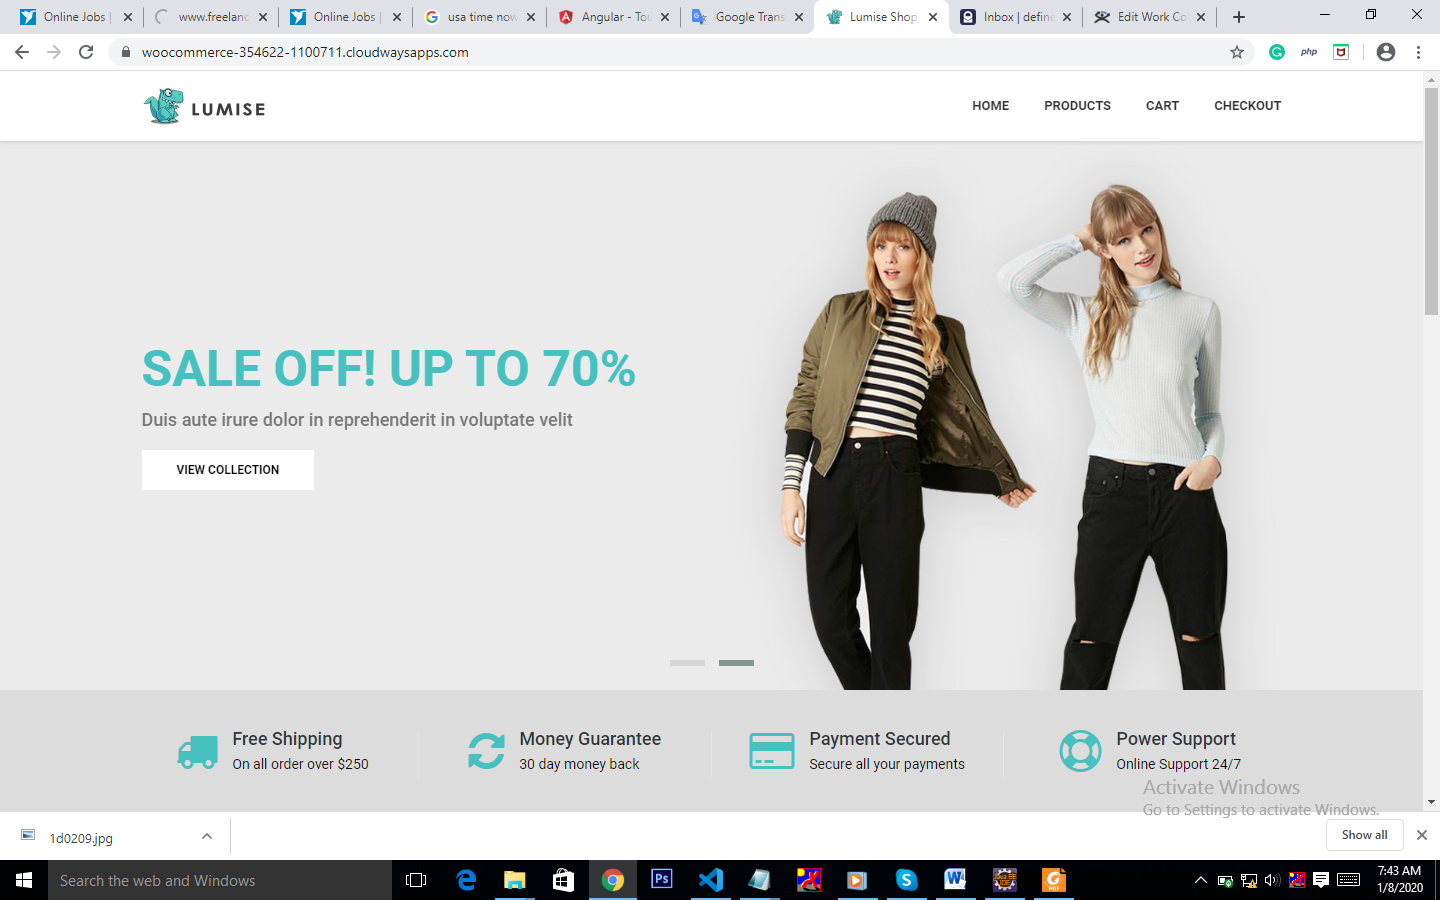 Online Jobs |
www.freelanc
Online Jobs |
usa time now
Angular - Tou
Google Trans
Lumise Shop
Inbox | define
Edit Work Co
woocommerce-354622-1100711.cloudwaysapps.com
php
LUMISE
HOME PRODUCTS CART CHECKOUT
SALE OFF! UP TO 70%
Duis aute irure dolor in reprehenderit in voluptate velit
VIEW COLLECTION
Free Shipping
On all order over $250
Money Guarantee
30 day money back
Payment Secured
Secure all your payments
Power Support
Online Support 24/7
Activate Windows
Go to Settings to activate Windows.
1d0209.jpg
Show all
Search the web and Windows
7:43 AM
1/8/2020